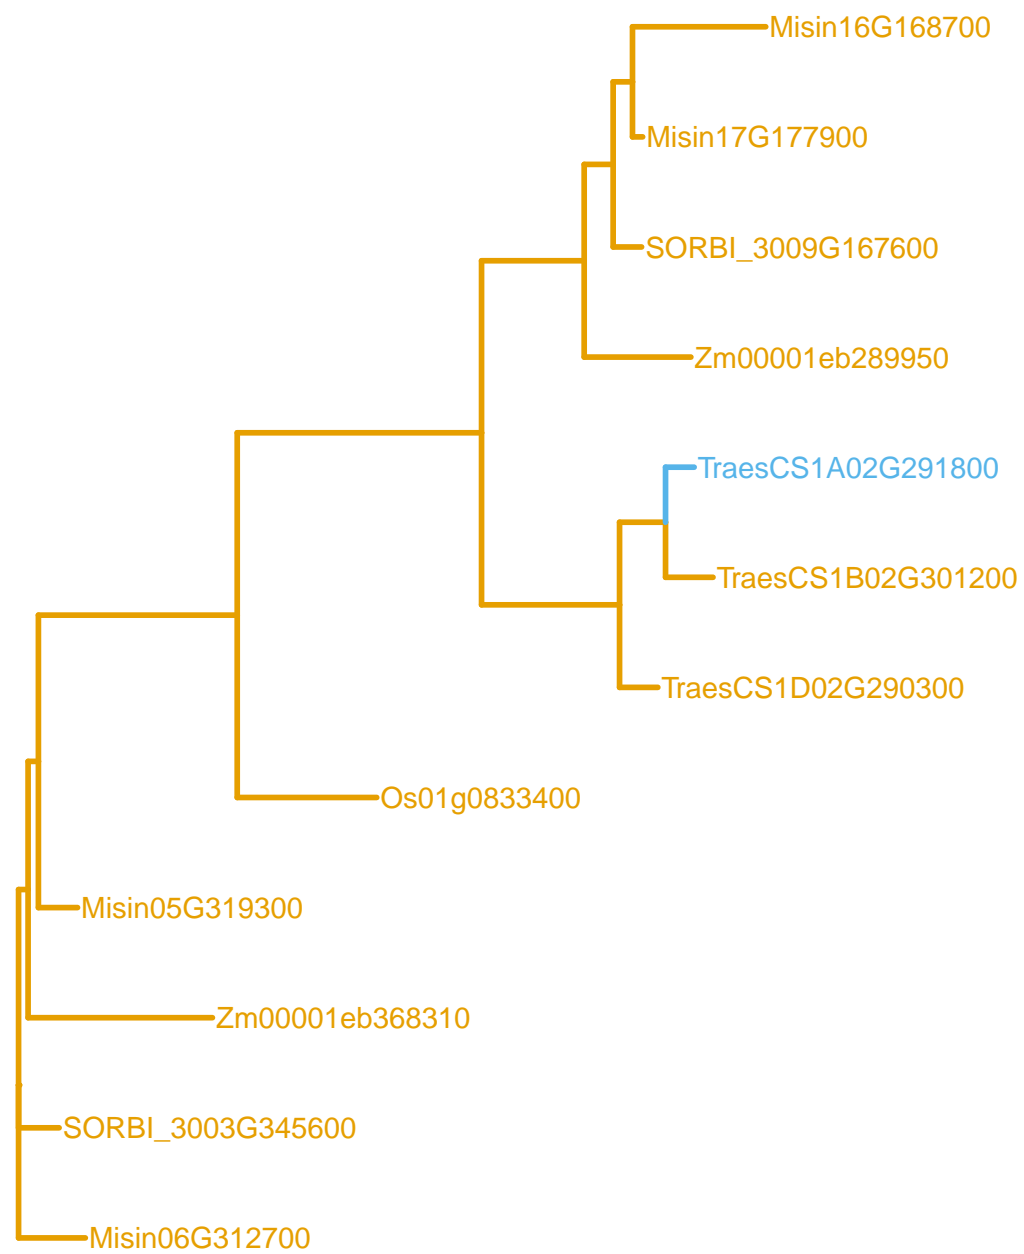 Misin16G168700
Misin17G177900
SORBI_3009G167600
Zm00001eb289950
TraesCS1A02G291800
TraesCS1B02G301200
TraesCS1D02G290300
Os01g0833400
Misin05G319300
Zm00001eb368310
SORBI_3003G345600
Misin06G312700